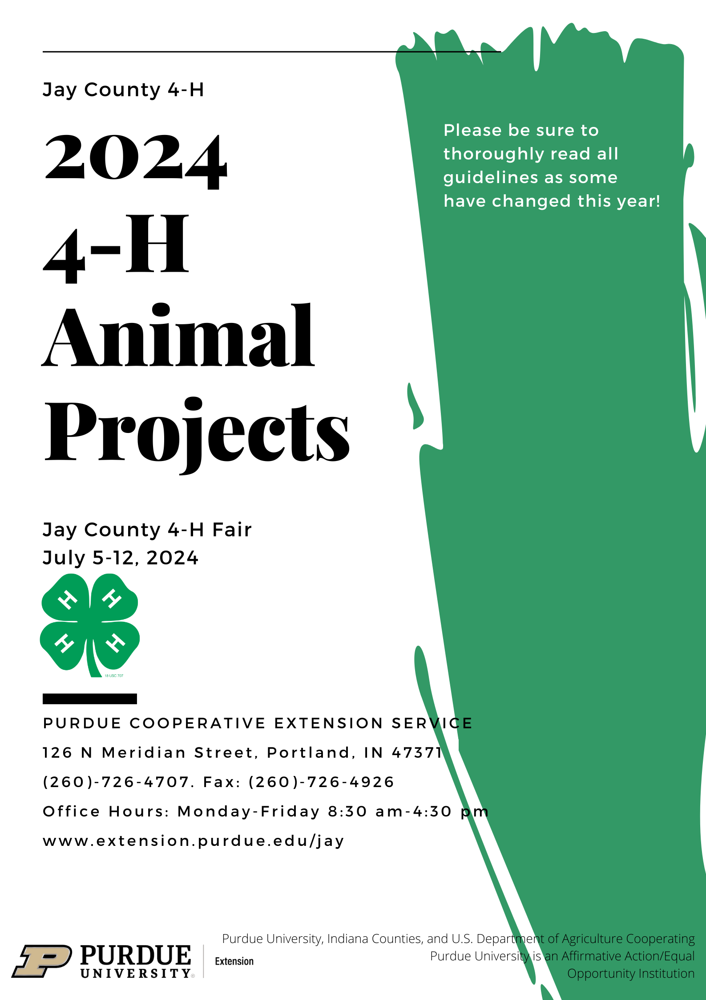 Jay County 4-H
2024
4-H
Animal
Projects
Please be sure to
thoroughly read all
guidelines as some
have changed this year!
Jay County 4-H Fair
July 5-12, 2024
H H
H H
18 USC 707
PURDUE COOPERATIVE EXTENSION SERVICE
126 N Meridian Street, Portland, IN 47371
(260)-726-4707. Fax: (260)-726-4926
Office Hours: Monday-Friday 8:30 am-4:30 pm
www.extension.purdue.edu/jay
Purdue University, Indiana Counties, and U.S. Department of Agriculture Cooperating
Purdue University is an Affirmative Action/Equal
Opportunity Institution
P PURDUE
UNIVERSITY®
Extension